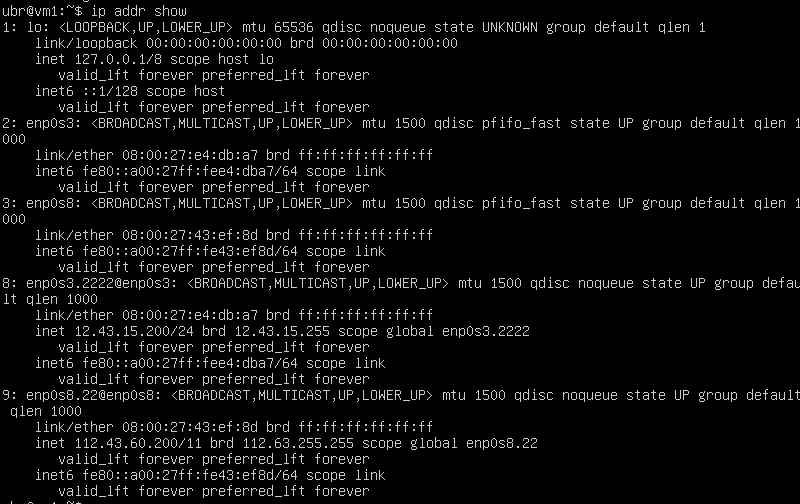 ubr@vm1:~$ ip addr show
1: lo: <LOOPBACK,UP,LOWER_UP> mtu 65536 qdisc noqueue state UNKNOWN group default qlen 1
    link/loopback 00:00:00:00:00:00 brd 00:00:00:00:00:00
    inet 127.0.0.1/8 scope host lo
       valid_lft forever preferred_lft forever
    inet6 ::1/128 scope host
       valid_lft forever preferred_lft forever
2: enp0s3: <BROADCAST,MULTICAST,UP,LOWER_UP> mtu 1500 qdisc pfifo_fast state UP group default qlen 1
000
    link/ether 08:00:27:e4:db:a7 brd ff:ff:ff:ff:ff:ff
    inet6 fe80::a00:27ff:fee4:dba7/64 scope link
       valid_lft forever preferred_lft forever
3: enp0s8: <BROADCAST,MULTICAST,UP,LOWER_UP> mtu 1500 qdisc pfifo_fast state UP group default qlen 1
000
    link/ether 08:00:27:43:ef:8d brd ff:ff:ff:ff:ff:ff
    inet6 fe80::a00:27ff:fe43:ef8d/64 scope link
       valid_lft forever preferred_lft forever
8: enp0s3.2222@enp0s3: <BROADCAST,MULTICAST,UP,LOWER_UP> mtu 1500 qdisc noqueue state UP group defau
lt qlen 1000
    link/ether 08:00:27:e4:db:a7 brd ff:ff:ff:ff:ff:ff
    inet 12.43.15.200/24 brd 12.43.15.255 scope global enp0s3.2222
       valid_lft forever preferred_lft forever
    inet6 fe80::a00:27ff:fee4:dba7/64 scope link
       valid_lft forever preferred_lft forever
9: enp0s8.22@enp0s8: <BROADCAST,MULTICAST,UP,LOWER_UP> mtu 1500 qdisc noqueue state UP group default
 qlen 1000
    link/ether 08:00:27:43:ef:8d brd ff:ff:ff:ff:ff:ff
    inet 112.43.60.200/11 brd 112.63.255.255 scope global enp0s8.22
       valid_lft forever preferred_lft forever
    inet6 fe80::a00:27ff:fe43:ef8d/64 scope link
       valid_lft forever preferred_lft forever
ubr@vm1:~$